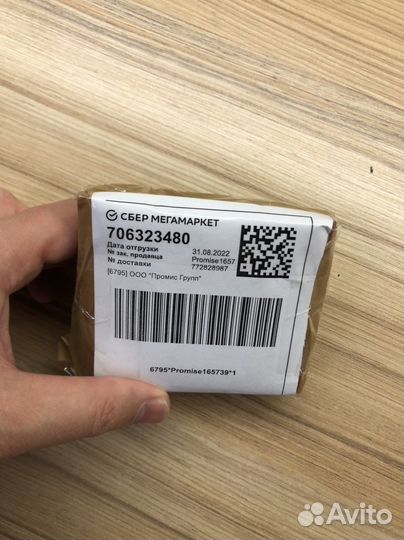 СБЕР МЕГАМАРКЕТ
706323480
Дата отгрузки 31.08.2022
№ зак. продавца Promise1657
№ доставки 772828987
[6795] ООО "Промис Групп"
6795*Promise165739*1
Avito